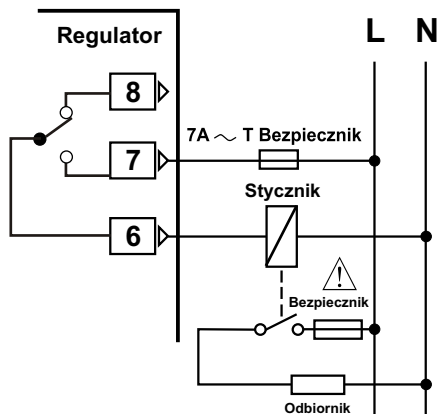 Regulator
L N
8
7A ~ T Bezpiecznik
7
Stycznik
6
!
Bezpiecznik
Odbiornik